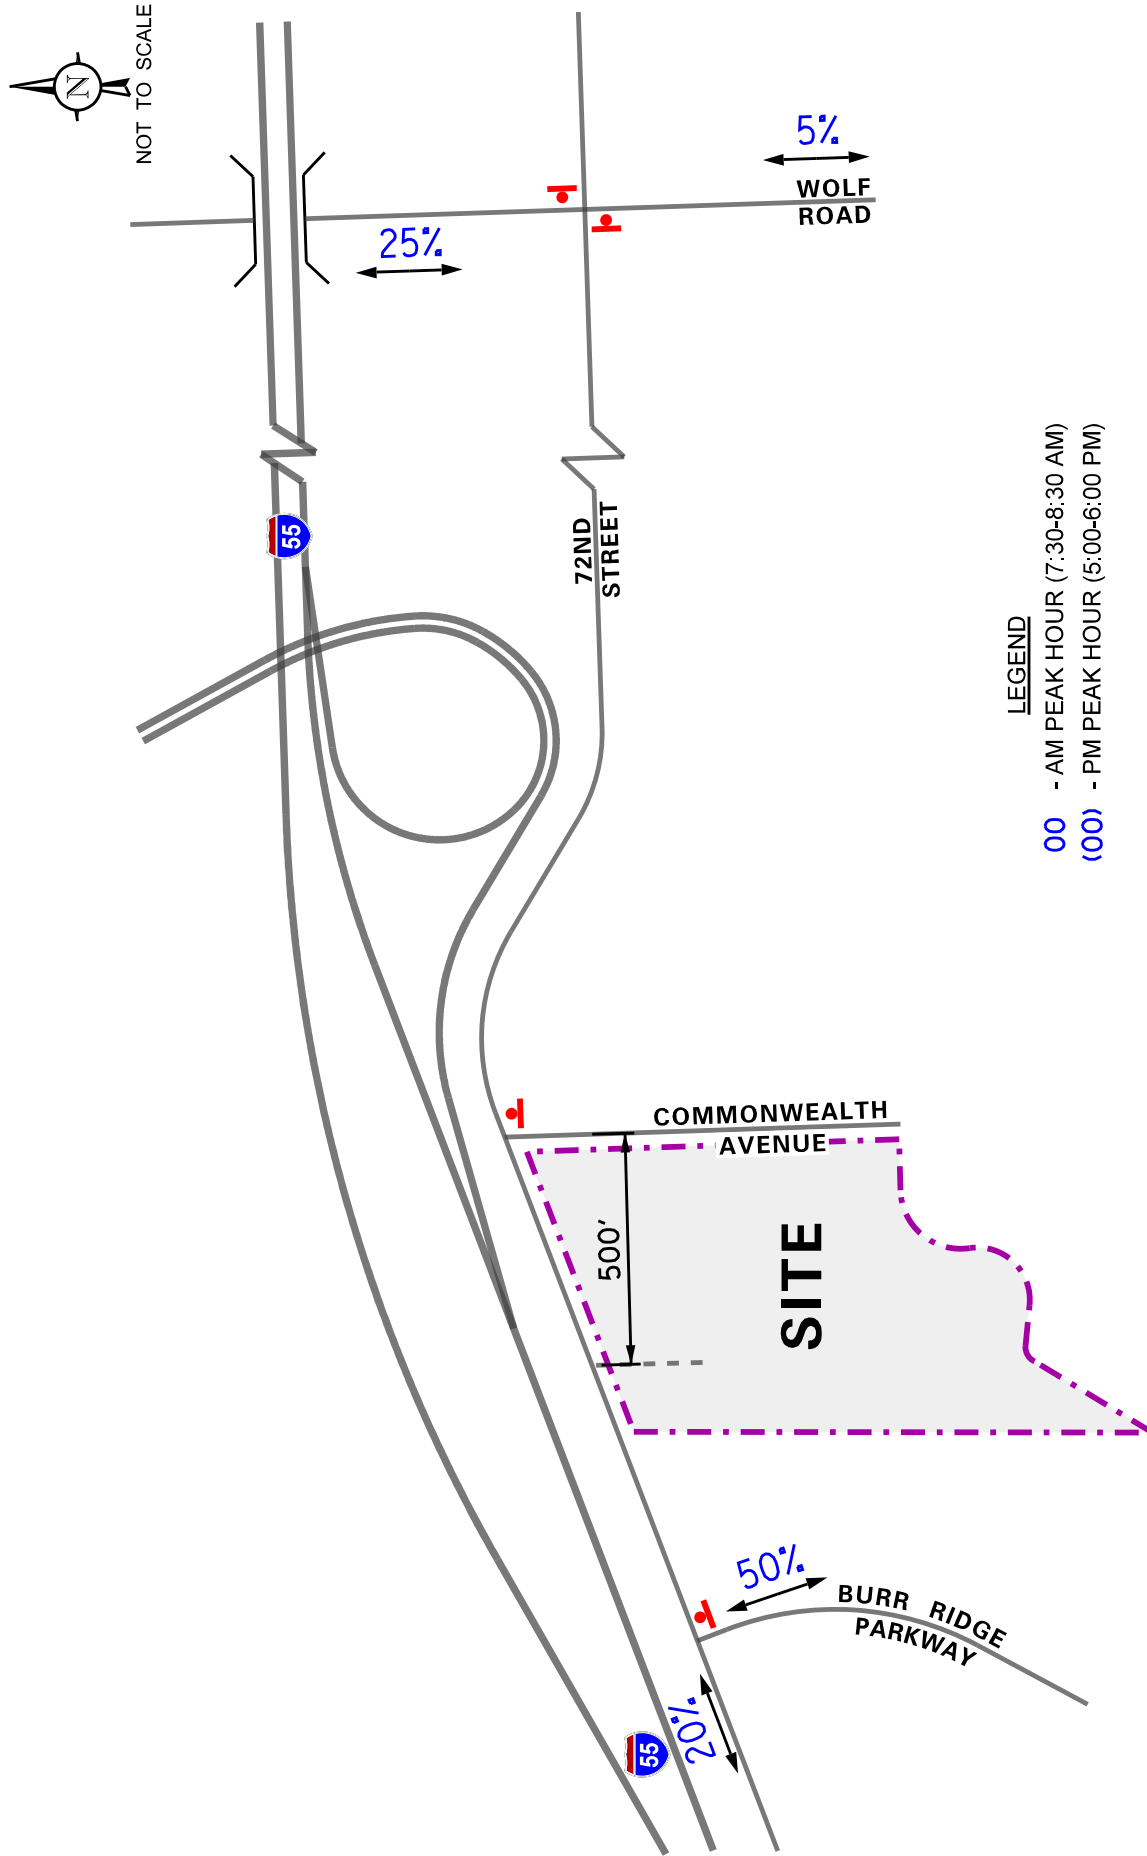 N
NOT TO SCALE
55
25%
5%
WOLF
ROAD
72ND
STREET
COMMONWEALTH
AVENUE
500'
SITE
50%
BURR RIDGE
PARKWAY
20%
55
LEGEND
00 - AM PEAK HOUR (7:30-8:30 AM)
(00) - PM PEAK HOUR (5:00-6:00 PM)